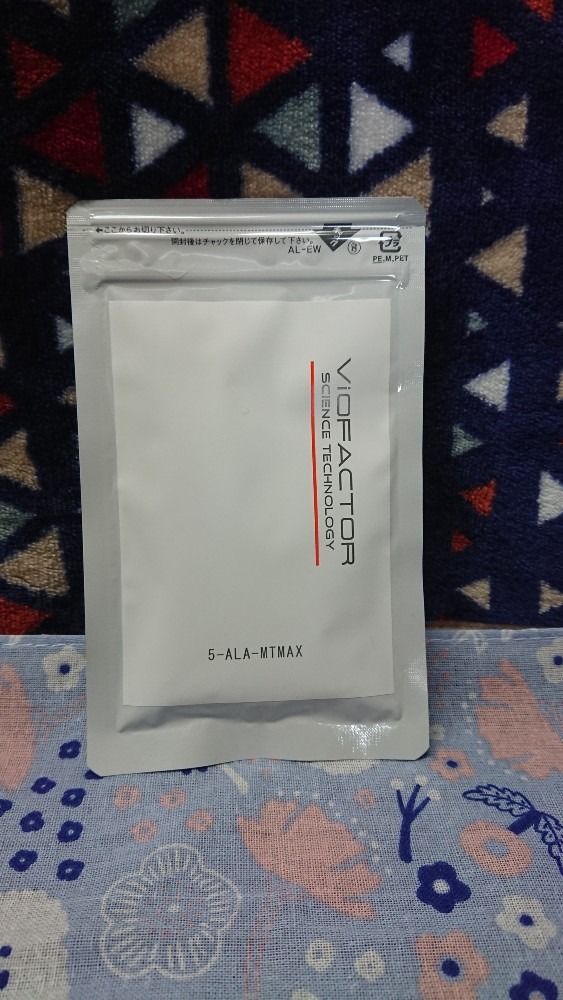 ←ここからお切り下さい。
開封後はチャックを閉じて保存して下さい。
AL-EW
®
プラ
PE,M,PET
ViOFACTOR
SCIENCE TECHNOLOGY
5-ALA-MTMAX